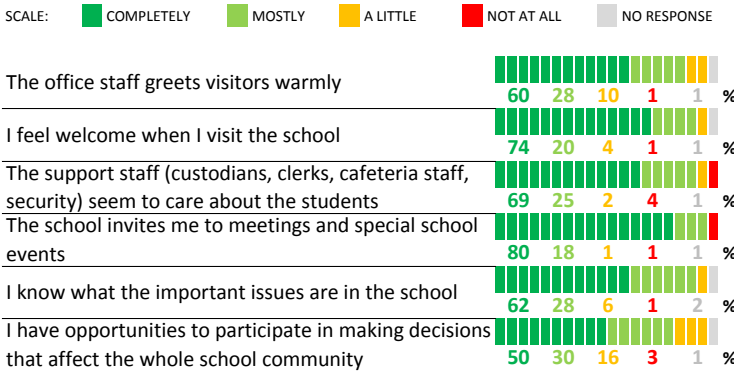 SCALE: COMPLETELY MOSTLY A LITTLE NOT AT ALL NO RESPONSE
The office staff greets visitors warmly
60 28 10 1 1 %
I feel welcome when I visit the school
74 20 4 1 1 %
The support staff (custodians, clerks, cafeteria staff,
security) seem to care about the students
69 25 2 4 1 %
The school invites me to meetings and special school
events
80 18 1 1 1 %
I know what the important issues are in the school
62 28 6 1 2 %
I have opportunities to participate in making decisions
that affect the whole school community
50 30 16 3 1 %